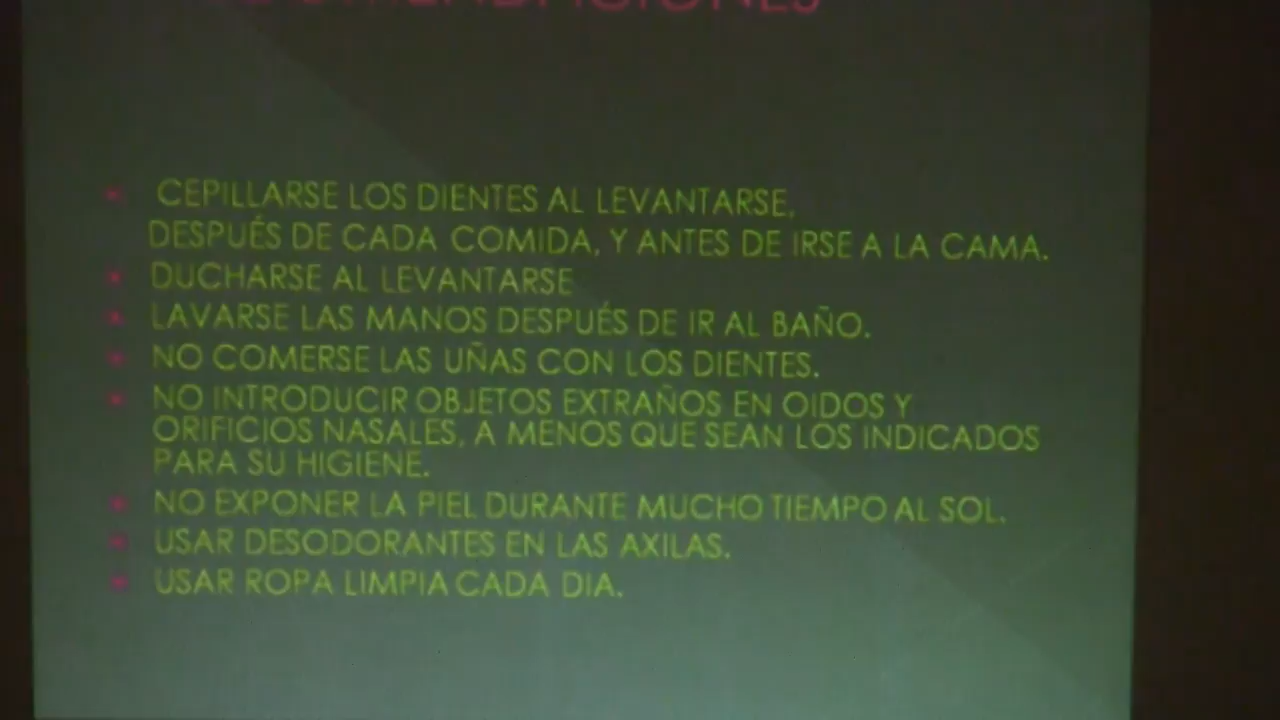 RECOMENDACIONES
CEPILLARSE LOS DIENTES AL LEVANTARSE,
DESPUÉS DE CADA COMIDA, Y ANTES DE IRSE A LA CAMA.
DUCHARSE AL LEVANTARSE
LAVARSE LAS MANOS DESPUÉS DE IR AL BAÑO.
NO COMERSE LAS UÑAS CON LOS DIENTES.
NO INTRODUCIR OBJETOS EXTRAÑOS EN OIDOS Y
ORIFICIOS NASALES, A MENOS QUE SEAN LOS INDICADOS
PARA SU HIGIENE.
NO EXPONER LA PIEL DURANTE MUCHO TIEMPO AL SOL.
USAR DESODORANTES EN LAS AXILAS.
USAR ROPA LIMPIA CADA DIA.